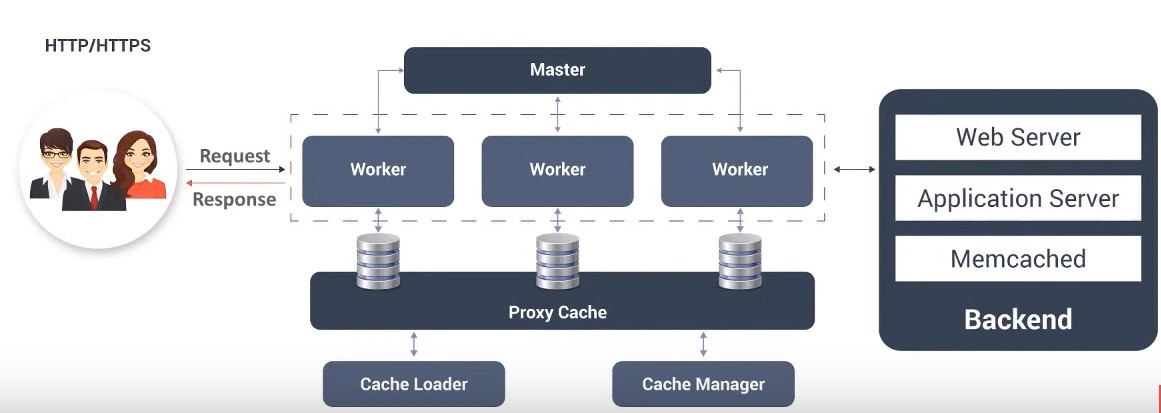 HTTP/HTTPS
Master
Request
Response
Worker
Worker
Worker
Proxy Cache
Cache Loader
Cache Manager
Web Server
Application Server
Memcached
Backend